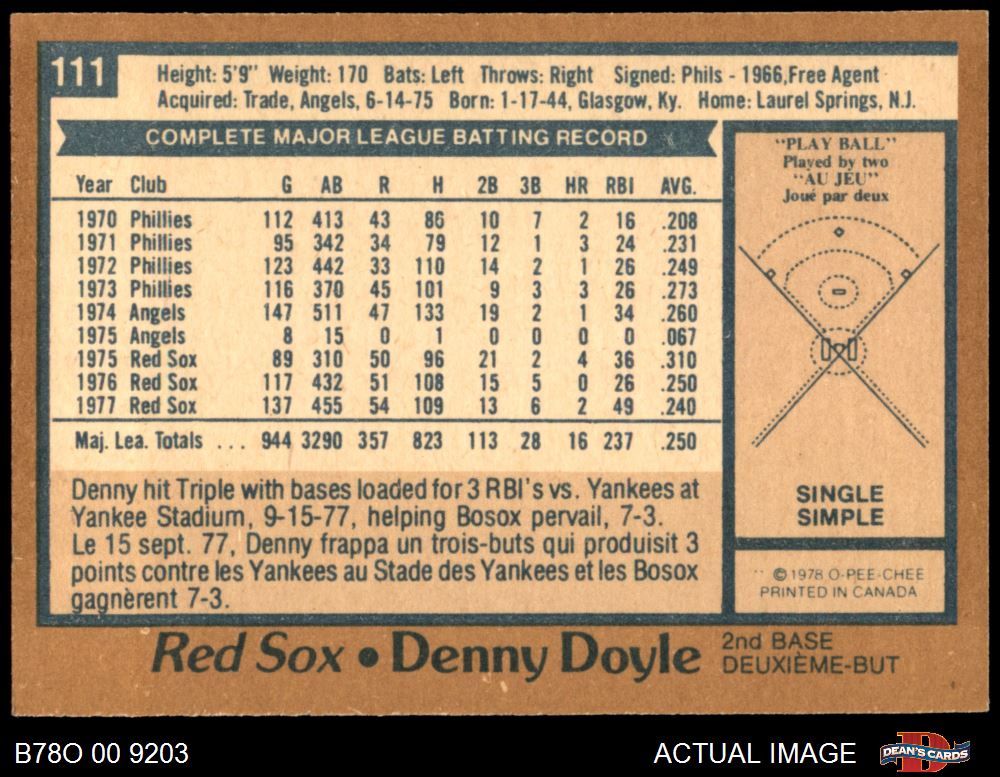 111
Height: 5'9" Weight: 170 Bats: Left Throws: Right Signed: Phils - 1966,Free Agent
Acquired: Trade, Angels, 6-14-75 Born: 1-17-44, Glasgow, Ky. Home: Laurel Springs, N.J.
COMPLETE MAJOR LEAGUE BATTING RECORD
Year Club G AB R H 2B 3B HR RBI AVG.
1970 Phillies 112 413 43 86 10 7 2 16 .208
1971 Phillies 95 342 34 79 12 1 3 24 .231
1972 Phillies 123 442 33 110 14 2 1 26 .249
1973 Phillies 116 370 45 101 9 3 3 26 .273
1974 Angels 147 511 47 133 19 2 1 34 .260
1975 Angels 8 15 0 1 0 0 0 0 .067
1975 Red Sox 89 310 50 96 21 2 4 36 .310
1976 Red Sox 117 432 51 108 15 5 0 26 .250
1977 Red Sox 137 455 54 109 13 6 2 49 .240
Maj. Lea. Totals ... 944 3290 357 823 113 28 16 237 .250
Denny hit Triple with bases loaded for 3 RBI's vs. Yankees at
Yankee Stadium, 9-15-77, helping Bosox pervail, 7-3.
Le 15 sept. 77, Denny frappa un trois-buts qui produisit 3
points contre les Yankees au Stade des Yankees et les Bosox
gagnèrent 7-3.
"PLAY BALL"
Played by two
"AU JEU"
Joué par deux
SINGLE
SIMPLE
© 1978 O-PEE-CHEE
PRINTED IN CANADA
Red Sox • Denny Doyle
2nd BASE
DEUXIÈME-BUT
B78O 00 9203
ACTUAL IMAGE
DEAN'S CARDS